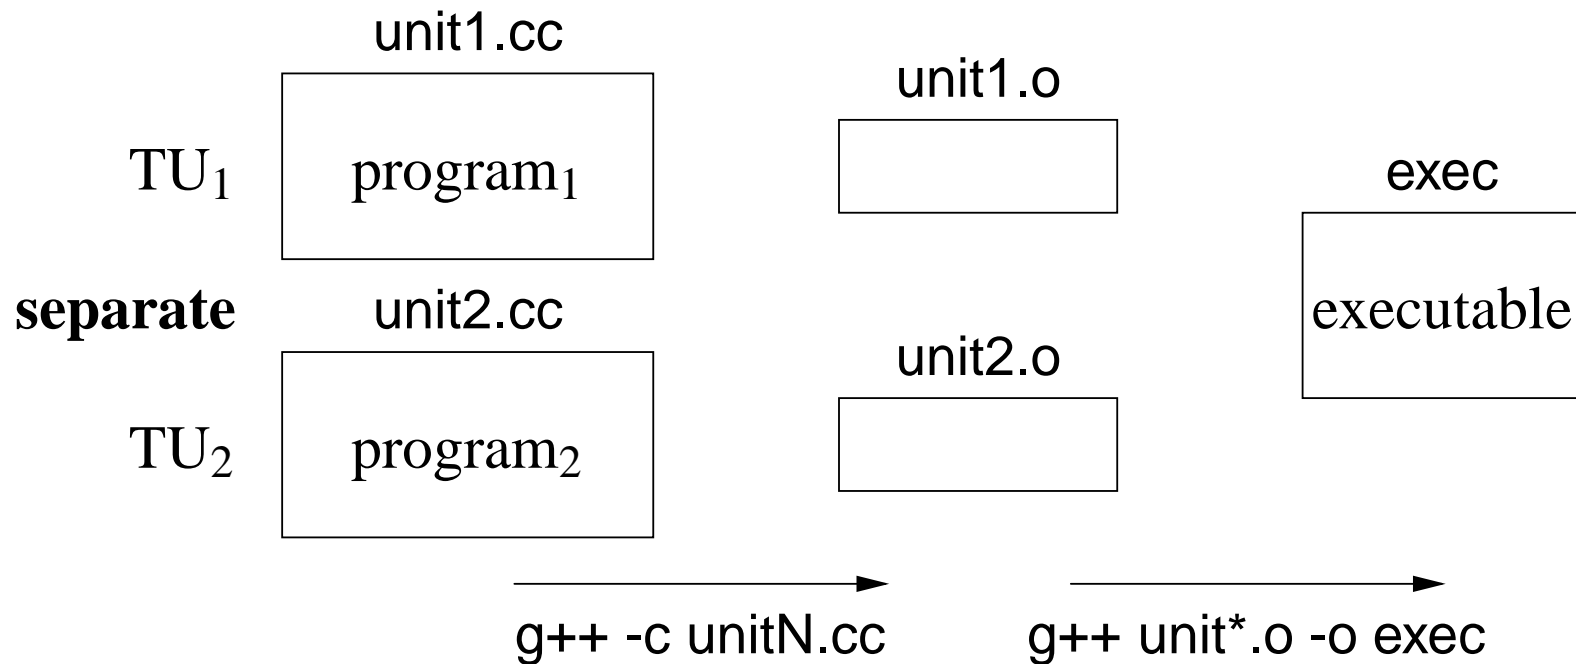 unit1.cc
unit1.o
TU₁
program₁
exec
separate
unit2.cc
executable
unit2.o
TU₂
program₂
g++ -c unitN.cc
g++ unit*.o -o exec